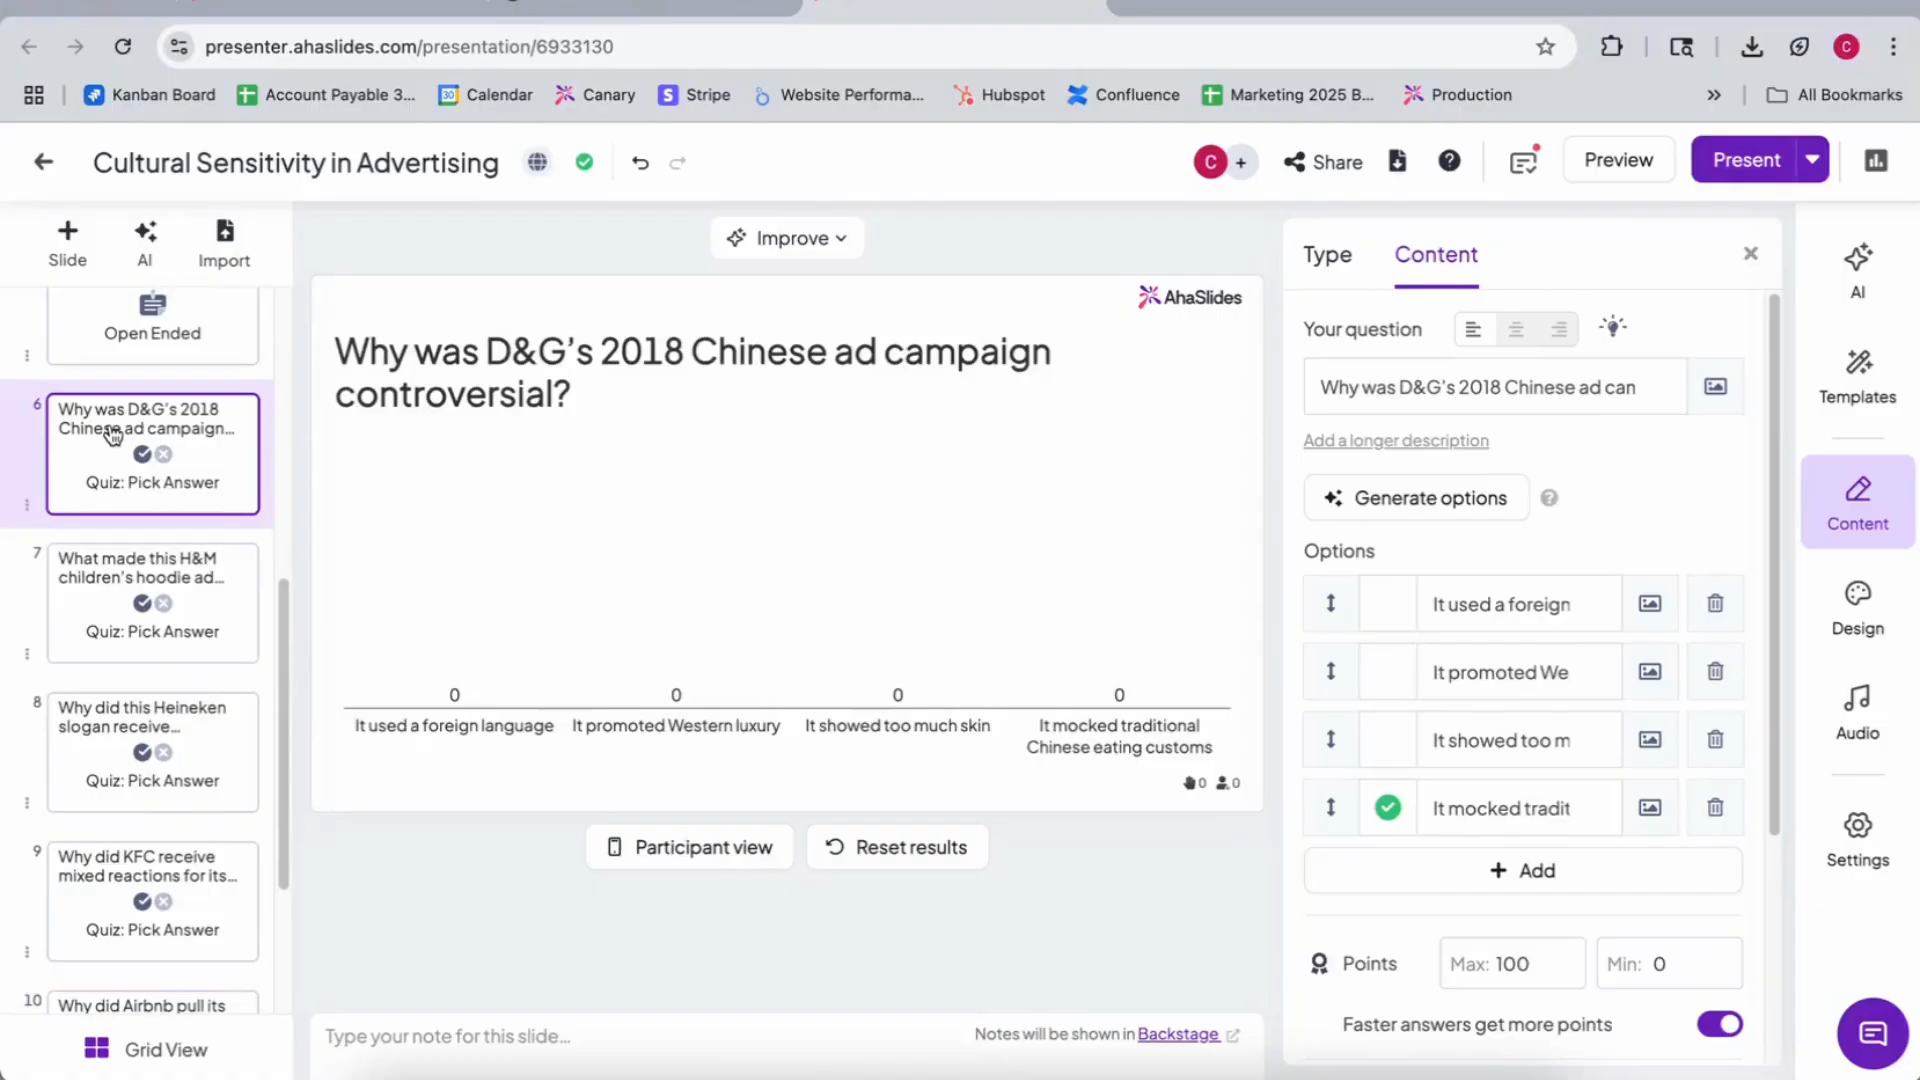 presenter.ahaslides.com/presentation/6933130
C
Kanban Board
Account Payable 3...
30
Calendar
Canary
S
Stripe
Website Performa...
Hubspot
Confluence
Marketing 2025 B...
Production
All Bookmarks
Cultural Sensitivity in Advertising
C
Share
Preview
Present
Slide
AI
Import
Improve
Open Ended
6
Why was D&G's 2018
Chinese ad campaign...
Quiz: Pick Answer
7
What made this H&M
children's hoodie ad...
Quiz: Pick Answer
8
Why did this Heineken
slogan receive...
Quiz: Pick Answer
9
Why did KFC receive
mixed reactions for its...
Quiz: Pick Answer
10
Why did Airbnb pull its
Grid View
AhaSlides
Why was D&G's 2018 Chinese ad campaign
controversial?
0
0
0
0
It used a foreign language
It promoted Western luxury
It showed too much skin
It mocked traditional
Chinese eating customs
0
0
Participant view
Reset results
Type your note for this slide...
Notes will be shown in Backstage
Type
Content
Your question
Why was D&G's 2018 Chinese ad can
Add a longer description
Generate options
Options
It used a foreign
It promoted We
It showed too m
It mocked tradit
+ Add
Points
Max: 100
Min: 0
Faster answers get more points
AI
Templates
Content
Design
Audio
Settings